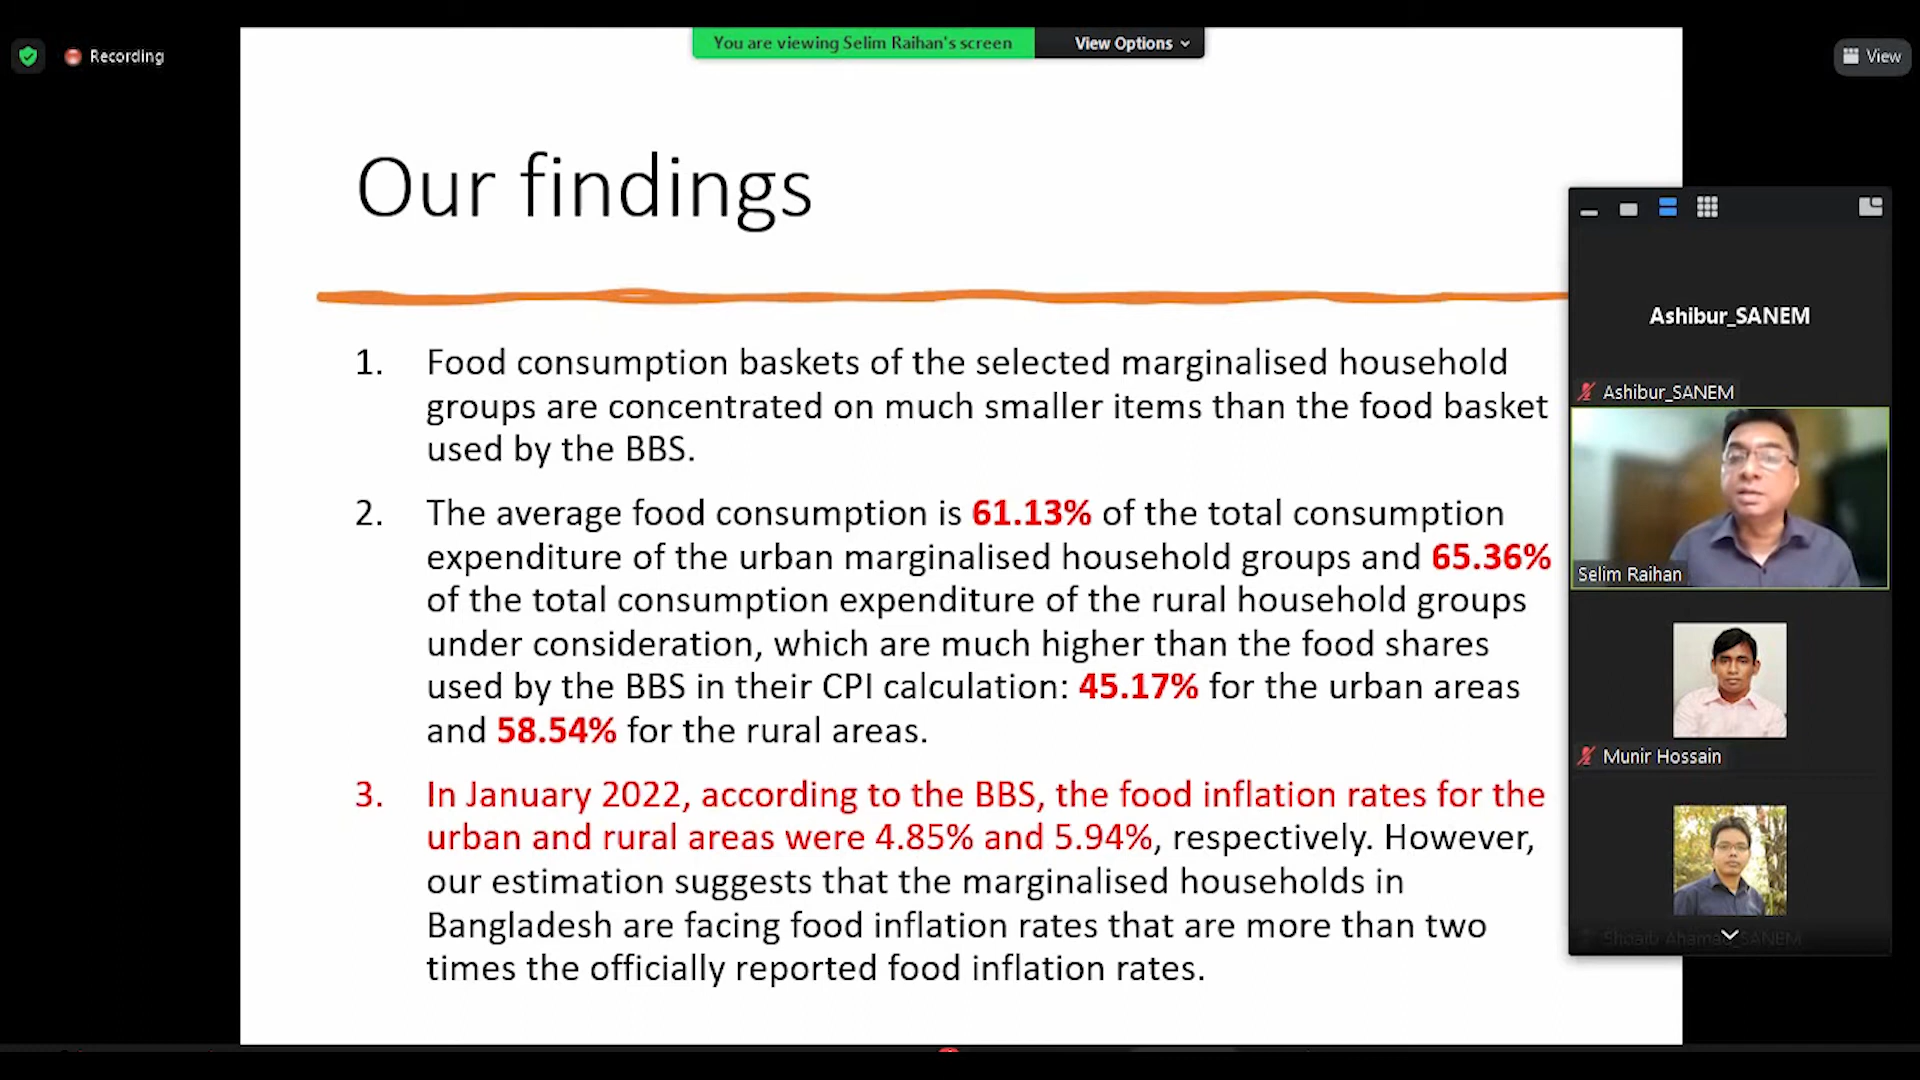 You are viewing Selim Raihan's screen
View Options
Recording
View
Our findings
1. Food consumption baskets of the selected marginalised household
groups are concentrated on much smaller items than the food basket
used by the BBS.
2. The average food consumption is 61.13% of the total consumption
expenditure of the urban marginalised household groups and 65.36%
of the total consumption expenditure of the rural household groups
under consideration, which are much higher than the food shares
used by the BBS in their CPI calculation: 45.17% for the urban areas
and 58.54% for the rural areas.
3. In January 2022, according to the BBS, the food inflation rates for the
urban and rural areas were 4.85% and 5.94%, respectively. However,
our estimation suggests that the marginalised households in
Bangladesh are facing food inflation rates that are more than two
times the officially reported food inflation rates.
Ashibur_SANEM
Ashibur_SANEM
Selim Raihan
Munir Hossain
Shoaib Ahamad_SANEM